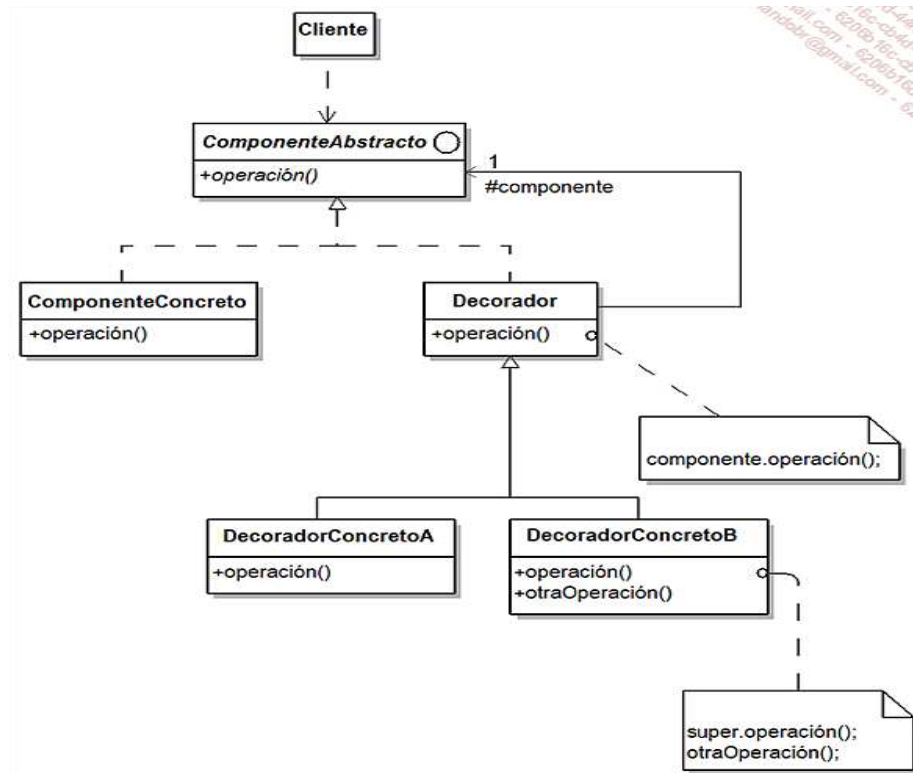 Cliente
ComponenteAbstracto
+operación()
1
#componente
ComponenteConcreto
+operación()
Decorador
+operación()
componente.operación();
DecoradorConcretoA
+operación()
DecoradorConcretoB
+operación()
+otraOperación()
super.operación();
otraOperación();